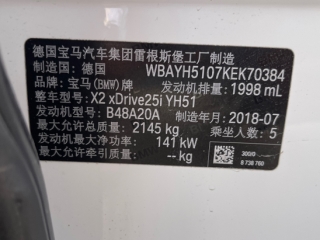 德国宝马汽车集团雷根斯堡工厂制造
制造国：德国 WBAYH5107KEK70384
品牌：宝马(BMW)牌 发动机排量：1998 mL
整车型号：X2 xDrive25i YH51
发动机型号：B48A20A 制造年月：2018-07
最大允许总质量：2145 kg 乘坐人数：5
发动机最大净功率：141 kW
最大允许牵引质量：- kg